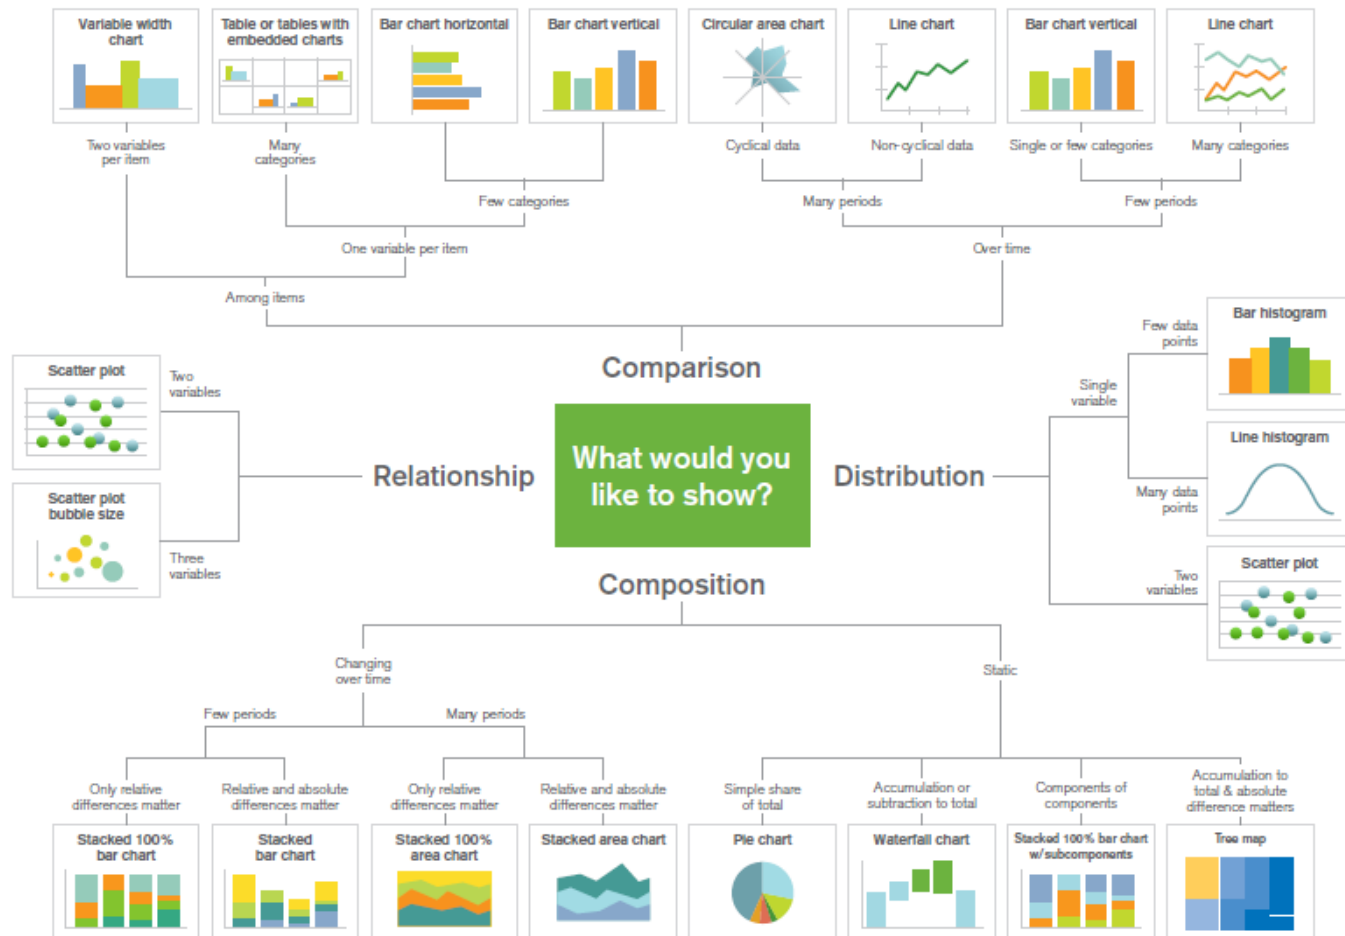 Variable width
chart
Table or tables with
embedded charts
Bar chart horizontal
Bar chart vertical
Circular area chart
Line chart
Bar chart vertical
Line chart
Two variables
per item
Many
categories
Cyclical data
Non-cyclical data
Single or few categories
Many categories
Few categories
Many periods
Few periods
One variable per item
Over time
Among items
Comparison
Scatter plot
Two
variables
Scatter plot
bubble size
Three
variables
Relationship
What would you
like to show?
Distribution
Single
variable
Few data
points
Bar histogram
Many data
points
Line histogram
Two
variables
Scatter plot
Composition
Changing
over time
Static
Few periods
Many periods
Only relative
differences matter
Relative and absolute
differences matter
Only relative
differences matter
Relative and absolute
differences matter
Simple share
of total
Accumulation or
subtraction to total
Components of
components
Accumulation to
total & absolute
difference matters
Stacked 100%
bar chart
Stacked
bar chart
Stacked 100%
area chart
Stacked area chart
Pie chart
Waterfall chart
Stacked 100% bar chart
w/subcomponents
Tree map